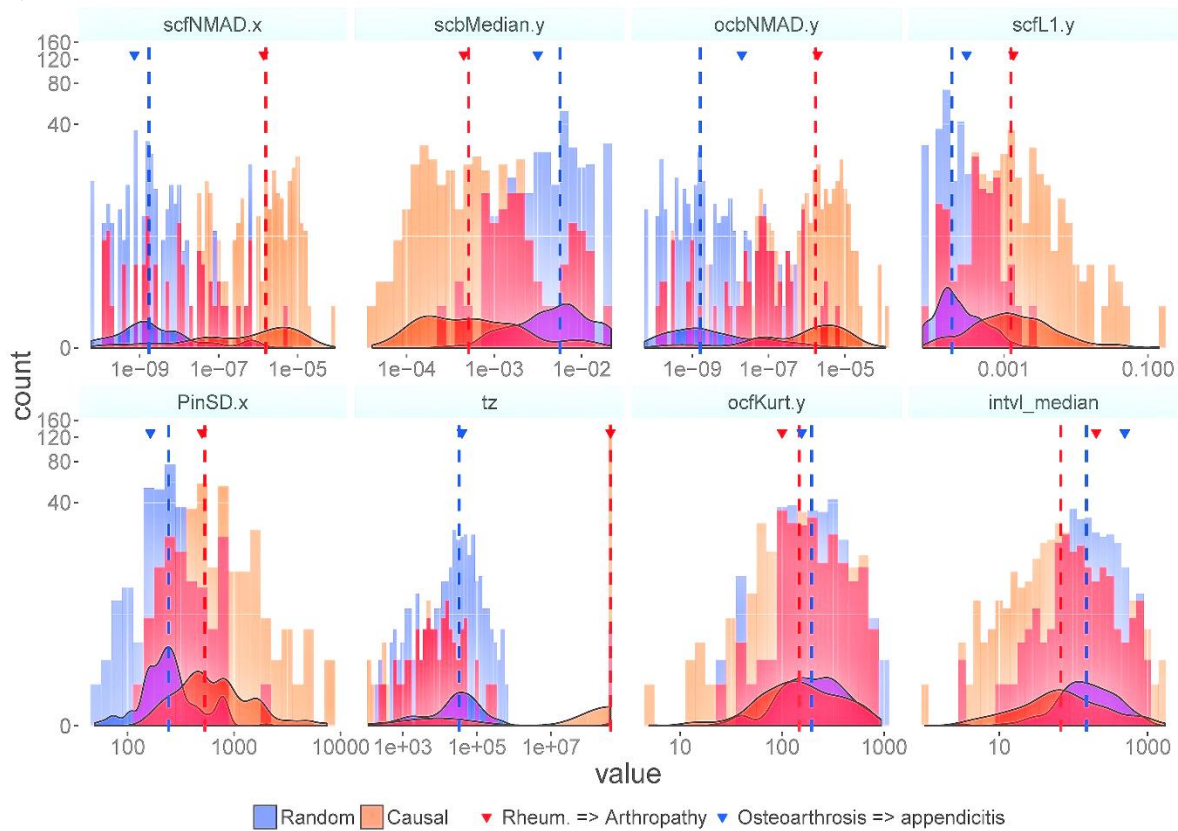 scfNMAD.x scbMedian.y ocbNMAD.y scfL1.y
160
120
80
40
0
1e-09 1e-07 1e-05 1e-04 1e-03 1e-02 1e-09 1e-07 1e-05 0.001 0.100
count
PinSD.x tz ocfKurt.y intvl_median
160
120
80
40
0
100 1000 10000 1e+03 1e+05 1e+07 10 100 1000 10 1000
value
Random Causal Rheum. => Arthropathy Osteoarthrosis => appendicitis